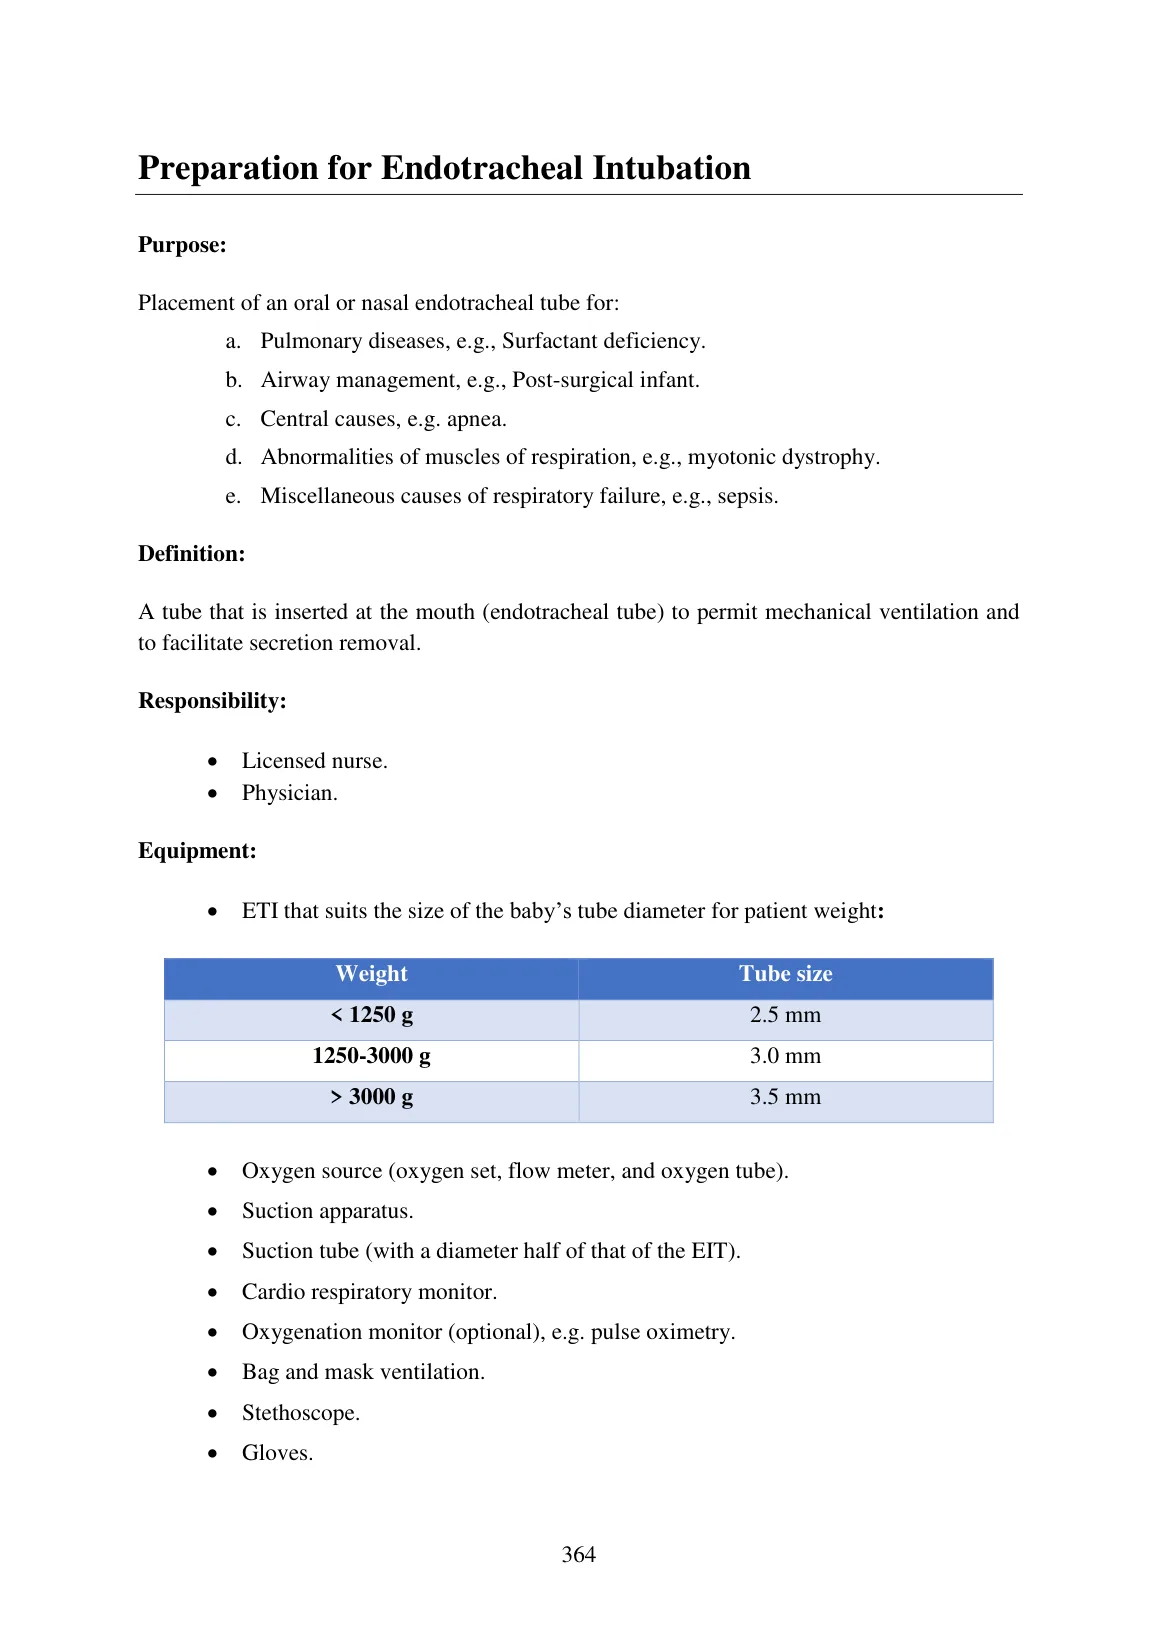 Preparation for Endotracheal Intubation
Purpose:
Placement of an oral or nasal endotracheal tube for:
a. Pulmonary diseases, e.g., Surfactant deficiency.
b. Airway management, e.g., Post-surgical infant.
c. Central causes, e.g. apnea.
d. Abnormalities of muscles of respiration, e.g., myotonic dystrophy.
e. Miscellaneous causes of respiratory failure, e.g., sepsis.
Definition:
A tube that is inserted at the mouth (endotracheal tube) to permit mechanical ventilation and
to facilitate secretion removal.
Responsibility:
• Licensed nurse.
• Physician.
Equipment:
• ETI that suits the size of the baby’s tube diameter for patient weight:
Weight Tube size
< 1250 g 2.5 mm
1250-3000 g 3.0 mm
> 3000 g 3.5 mm
• Oxygen source (oxygen set, flow meter, and oxygen tube).
• Suction apparatus.
• Suction tube (with a diameter half of that of the EIT).
• Cardio respiratory monitor.
• Oxygenation monitor (optional), e.g. pulse oximetry.
• Bag and mask ventilation.
• Stethoscope.
• Gloves.
364